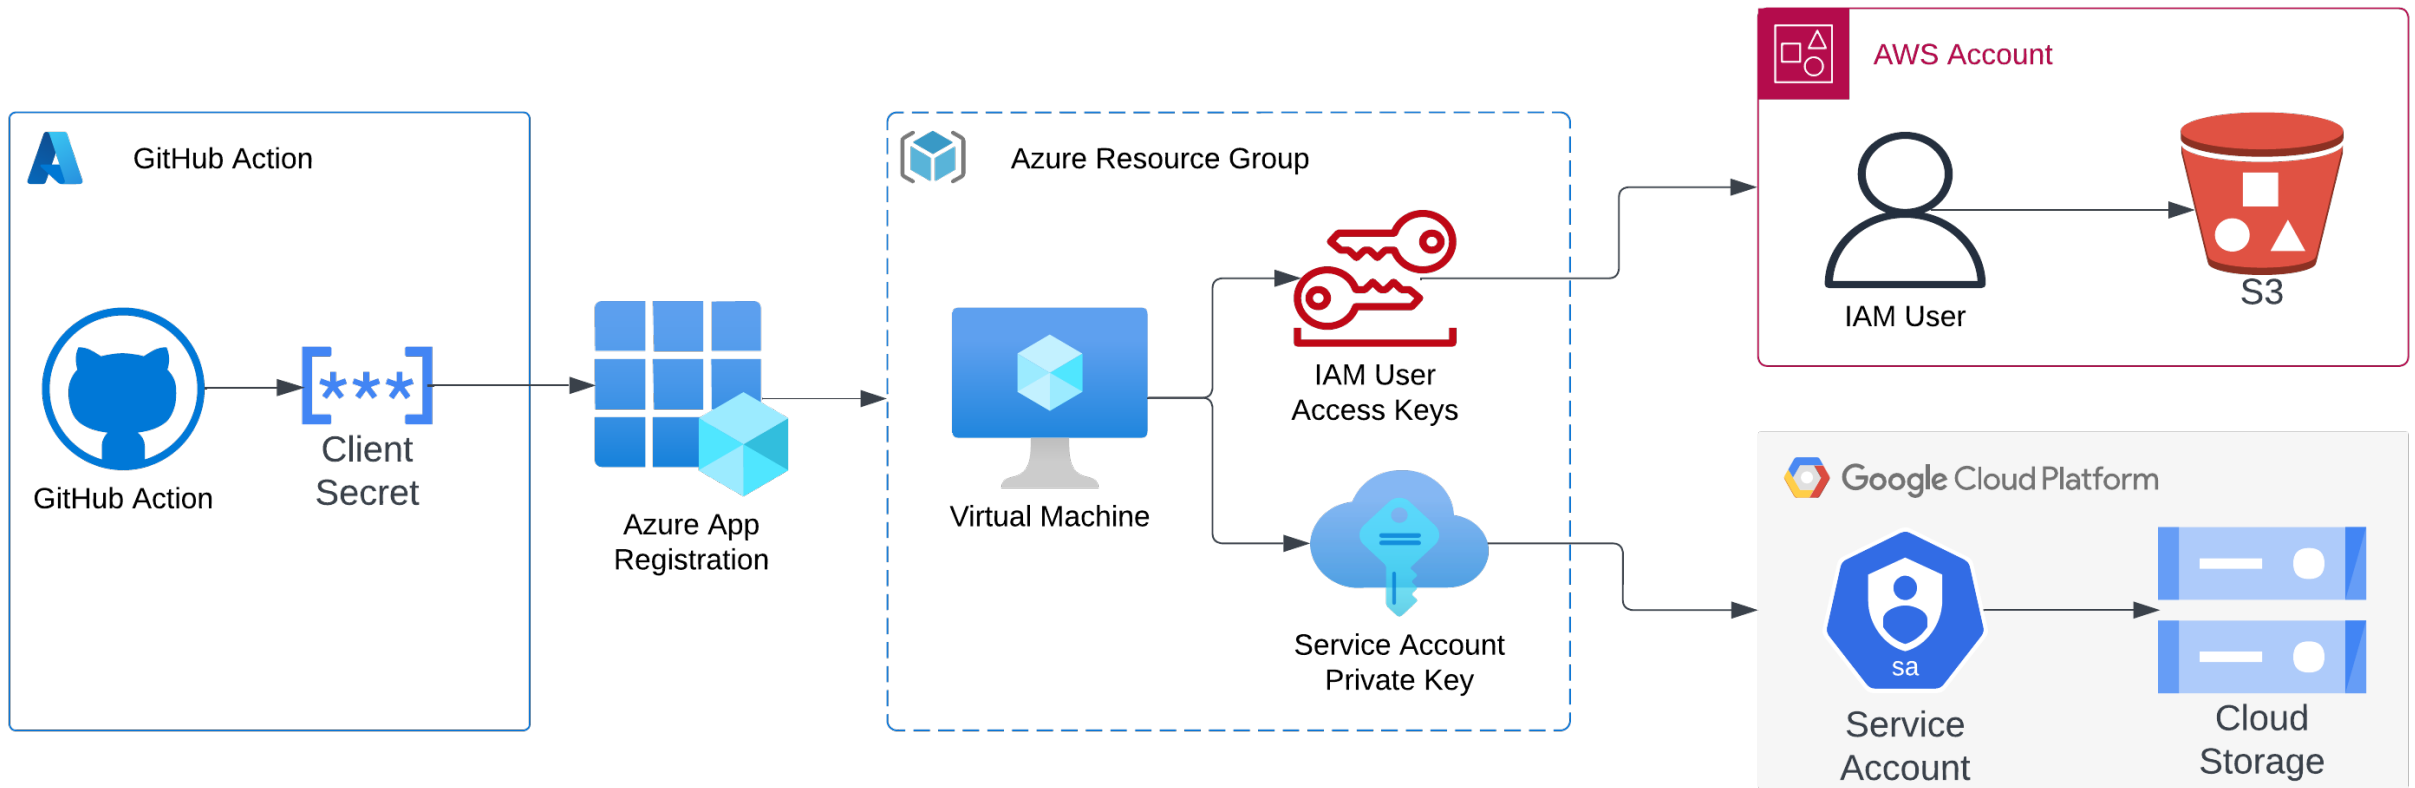 GitHub Action
GitHub Action
***
Client
Secret
Azure App
Registration
Azure Resource Group
Virtual Machine
IAM User
Access Keys
Service Account
Private Key
AWS Account
IAM User
S3
Google Cloud Platform
sa
Service
Account
Cloud
Storage